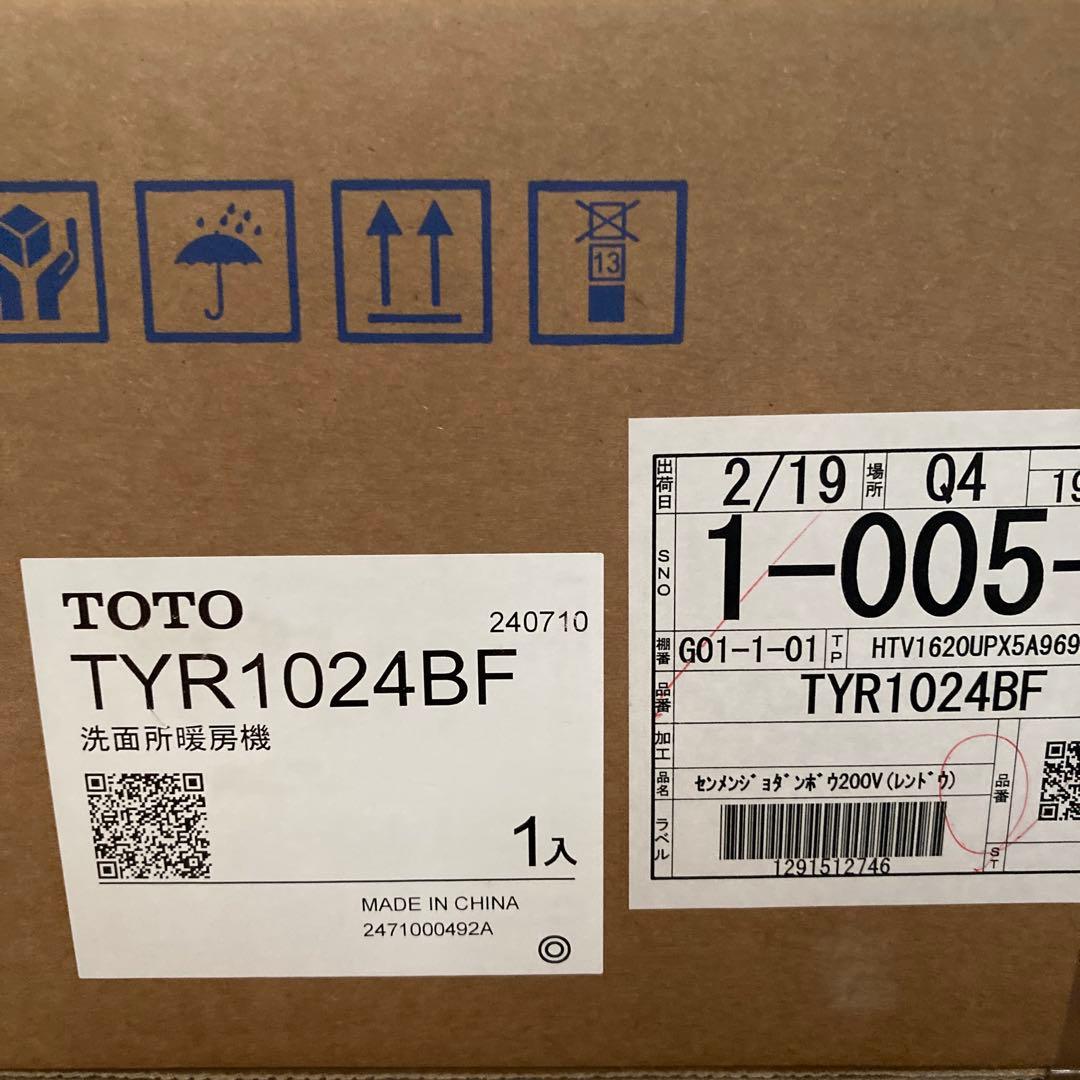 13
TOTO
240710
TYR1024BF
洗面所暖房機
1入
MADE IN CHINA
2471000492A
出荷日 2/19 場所 Q4 19
SNO 1-005-
棚番 G01-1-01 TP HTV1620UPX5A969
品番 TYR1024BF
加工
品名 センメンジョダンボウ200V(レンドウ) 品番
ラベル
1291512746
ST